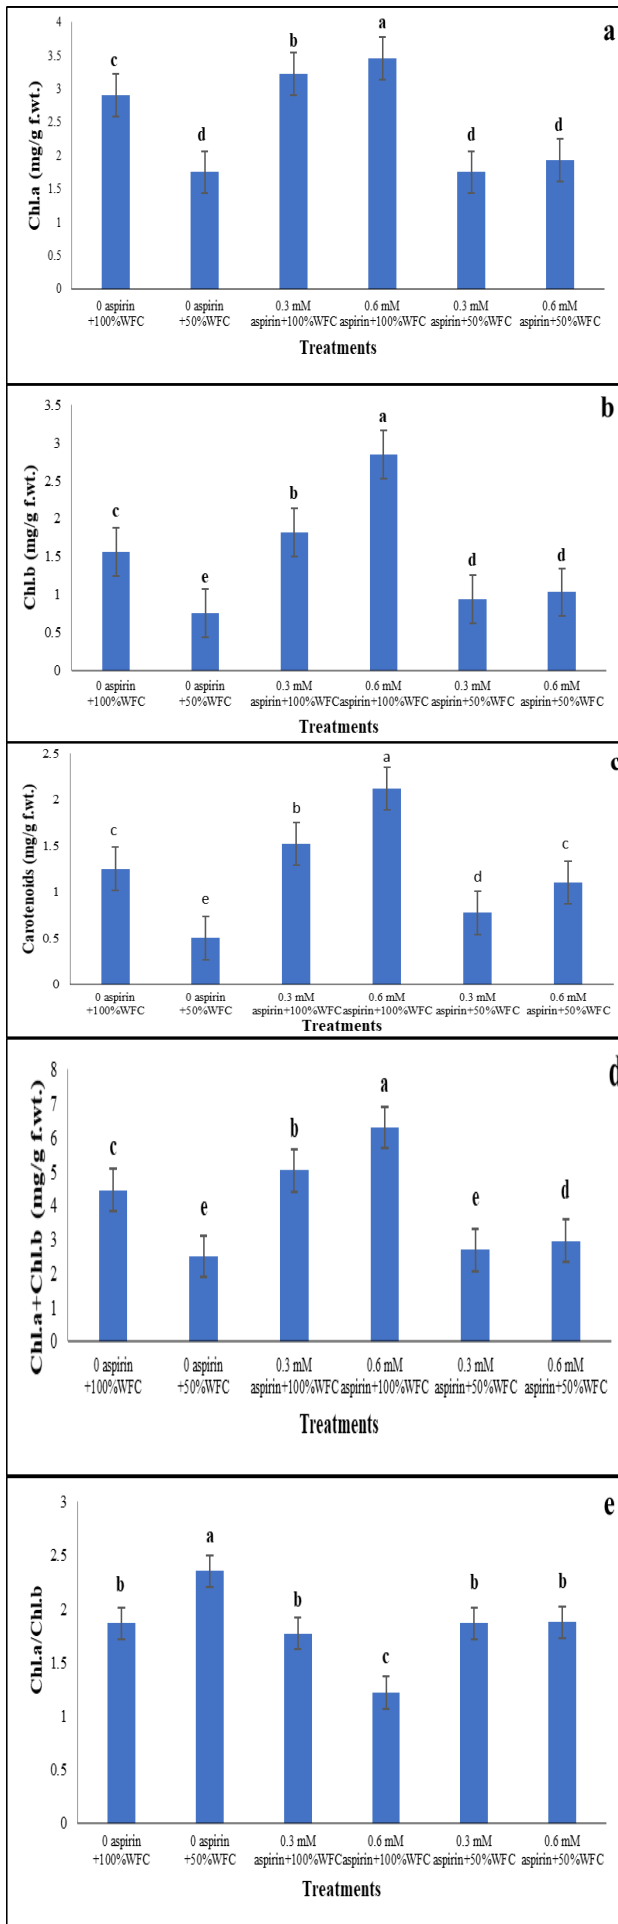 a
Chl.a (mg/g f.wt.)
4
3.5
3
2.5
2
1.5
1
0.5
0
c
d
b
a
d
d
0 aspirin +100%WFC
0 aspirin +50%WFC
0.3 mM aspirin+100%WFC
0.6 mM aspirin+100%WFC
0.3 mM aspirin+50%WFC
0.6 mM aspirin+50%WFC
Treatments
b
Chl.b (mg/g f.wt.)
3.5
3
2.5
2
1.5
1
0.5
0
c
e
b
a
d
d
0 aspirin +100%WFC
0 aspirin +50%WFC
0.3 mM aspirin+100%WFC
0.6 mM aspirin+100%WFC
0.3 mM aspirin+50%WFC
0.6 mM aspirin+50%WFC
Treatments
c
Carotenoids (mg/g f.wt.)
2.5
2
1.5
1
0.5
0
c
e
b
a
d
c
0 aspirin +100%WFC
0 aspirin +50%WFC
0.3 mM aspirin+100%WFC
0.6 mM aspirin+100%WFC
0.3 mM aspirin+50%WFC
0.6 mM aspirin+50%WFC
Treatments
d
Chl.a+Chl.b (mg/g f.wt.)
8
7
6
5
4
3
2
1
0
c
e
b
a
e
d
0 aspirin +100%WFC
0 aspirin +50%WFC
0.3 mM aspirin+100%WFC
0.6 mM aspirin+100%WFC
0.3 mM aspirin+50%WFC
0.6 mM aspirin+50%WFC
Treatments
e
Chl.a/Chl.b
3
2.5
2
1.5
1
0.5
0
b
a
b
c
b
b
0 aspirin +100%WFC
0 aspirin +50%WFC
0.3 mM aspirin+100%WFC
0.6 mM aspirin+100%WFC
0.3 mM aspirin+50%WFC
0.6 mM aspirin+50%WFC
Treatments